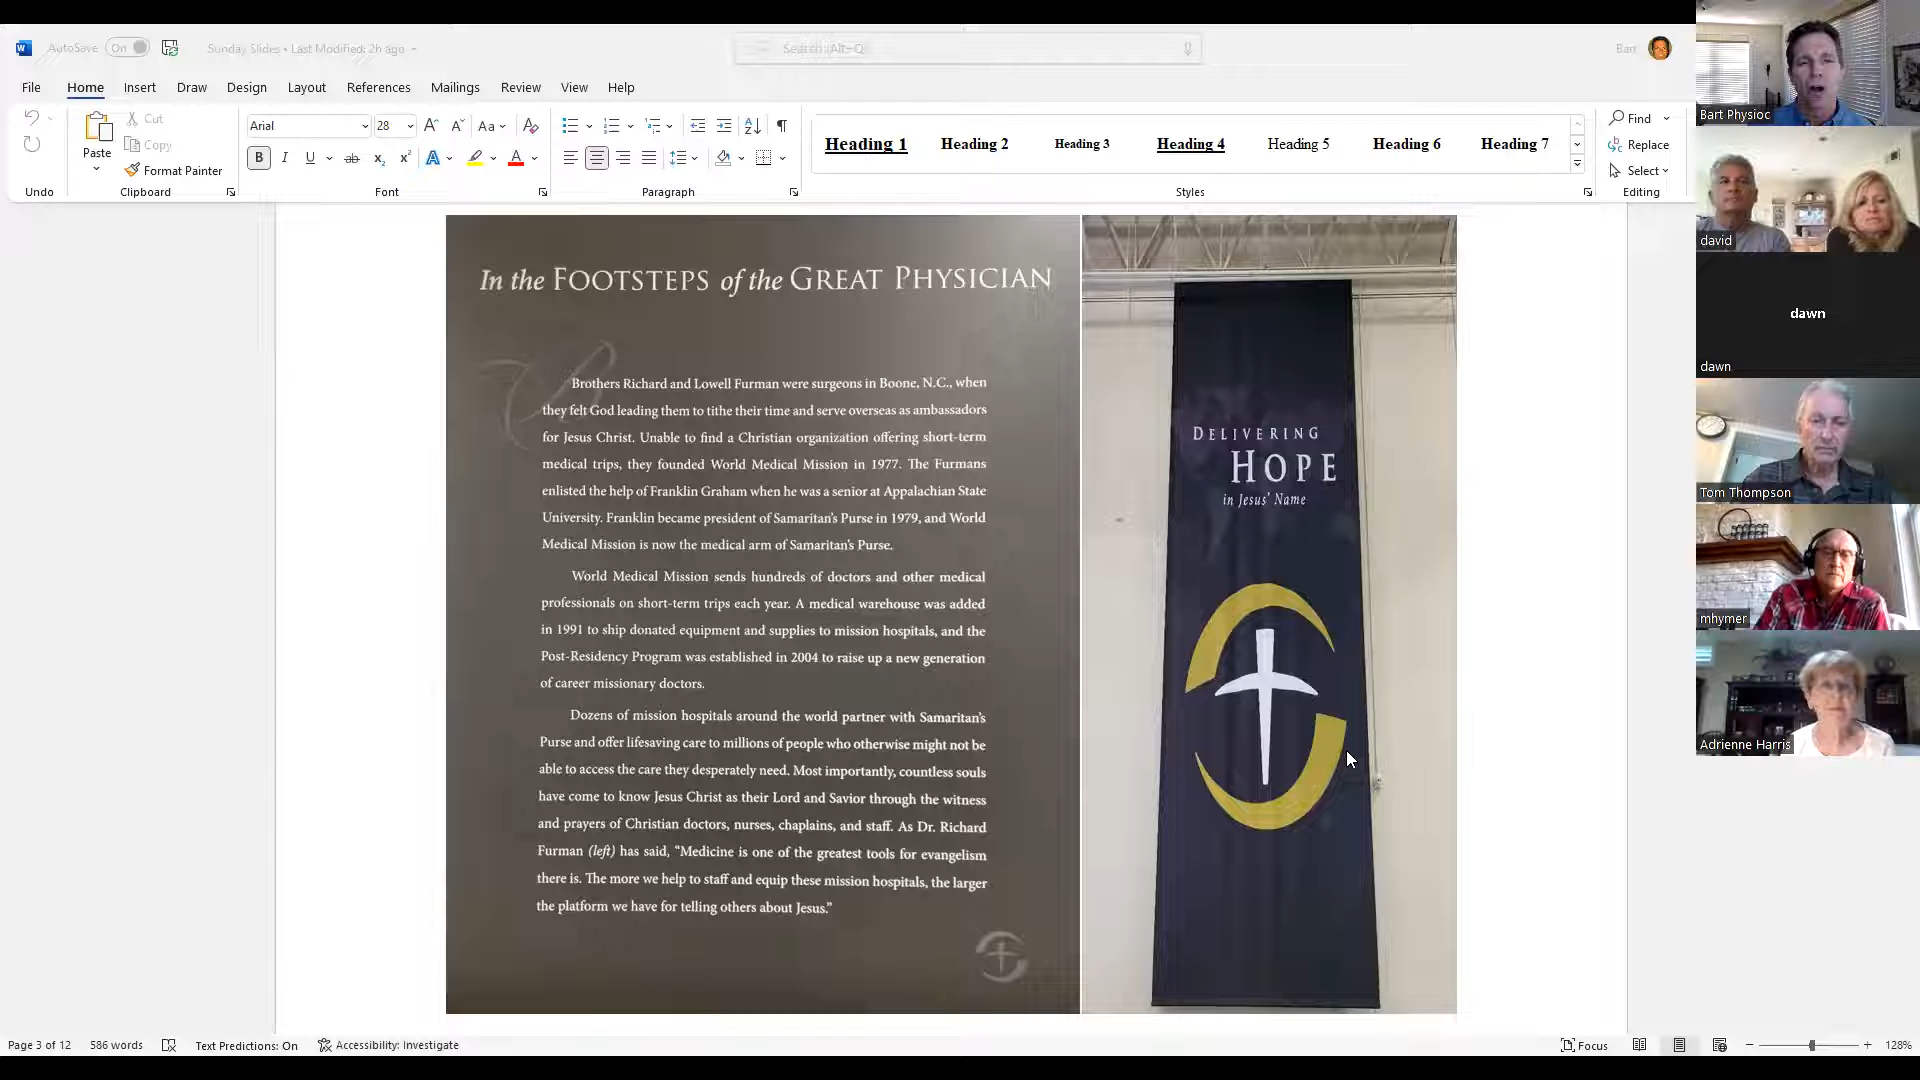 AutoSave On Sunday Slides • Last Modified: 2h ago Search (Alt+Q) Bart
File Home Insert Draw Design Layout References Mailings Review View Help
Cut
Copy
Paste
Format Painter
Undo Clipboard
Arial 28
Aa
B I U ab x₂ x² A A
Font
Paragraph
Heading 1 Heading 2 Heading 3 Heading 4 Heading 5 Heading 6 Heading 7
Styles
Find
Replace
Select
Editing
In the FOOTSTEPS of the GREAT PHYSICIAN
Brothers Richard and Lowell Furman were surgeons in Boone, N.C., when
they felt God leading them to tithe their time and serve overseas as ambassadors
for Jesus Christ. Unable to find a Christian organization offering short-term
medical trips, they founded World Medical Mission in 1977. The Furmans
enlisted the help of Franklin Graham when he was a senior at Appalachian State
University. Franklin became president of Samaritan's Purse in 1979, and World
Medical Mission is now the medical arm of Samaritan's Purse.
World Medical Mission sends hundreds of doctors and other medical
professionals on short-term trips each year. A medical warehouse was added
in 1991 to ship donated equipment and supplies to mission hospitals, and the
Post-Residency Program was established in 2004 to raise up a new generation
of career missionary doctors.
Dozens of mission hospitals around the world partner with Samaritan's
Purse and offer lifesaving care to millions of people who otherwise might not be
able to access the care they desperately need. Most importantly, countless souls
have come to know Jesus Christ as their Lord and Savior through the witness
and prayers of Christian doctors, nurses, chaplains, and staff. As Dr. Richard
Furman (left) has said, “Medicine is one of the greatest tools for evangelism
there is. The more we help to staff and equip these mission hospitals, the larger
the platform we have for telling others about Jesus.”
DELIVERING
HOPE
in Jesus' Name
Bart Physioc
david
dawn
dawn
Tom Thompson
mhymer
Adrienne Harris
Page 3 of 12 586 words Text Predictions: On Accessibility: Investigate Focus 128%